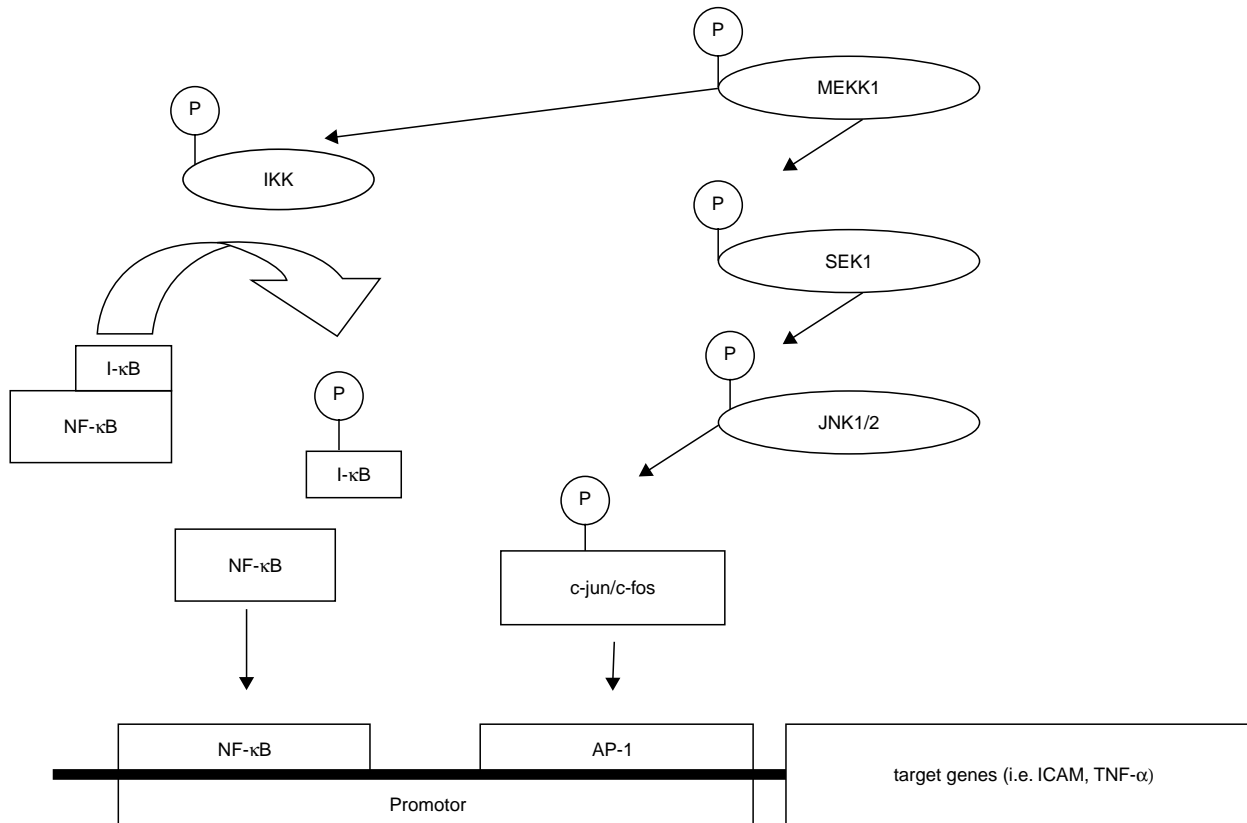 P
MEKK1
P
IKK
P
SEK1
I-κB
NF-κB
P
JNK1/2
P
I-κB
P
NF-κB
c-jun/c-fos
NF-κB
AP-1
target genes (i.e. ICAM, TNF-α)
Promotor